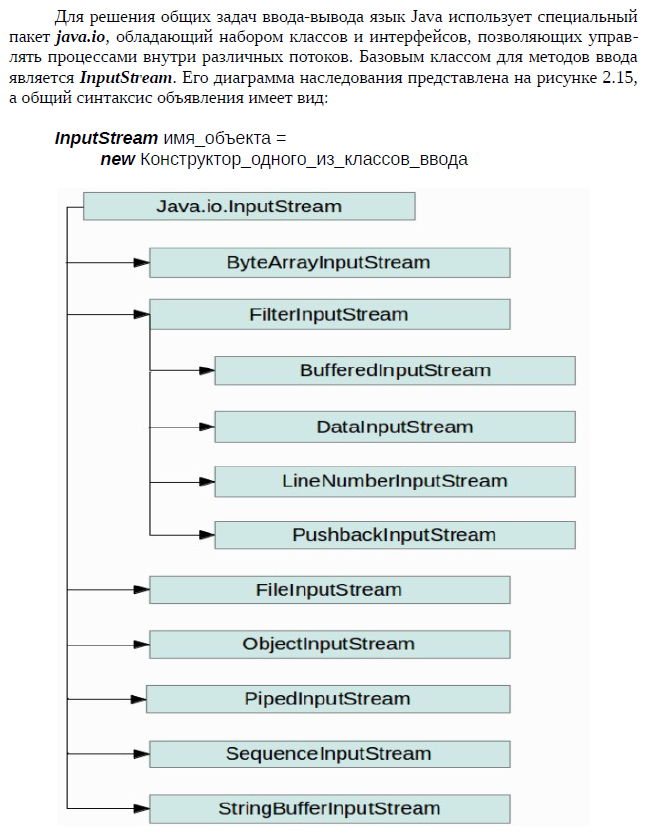 Для решения общих задач ввода-вывода язык Java использует специальный
пакет java.io, обладающий набором классов и интерфейсов, позволяющих управ-
лять процессами внутри различных потоков. Базовым классом для методов ввода
является InputStream. Его диаграмма наследования представлена на рисунке 2.15,
а общий синтаксис объявления имеет вид:
InputStream имя_объекта =
new Конструктор_одного_из_классов_ввода
Java.io.InputStream
ByteArrayInputStream
FilterInputStream
BufferedInputStream
DataInputStream
LineNumberInputStream
PushbackInputStream
FileInputStream
ObjectInputStream
PipedInputStream
SequenceInputStream
StringBufferInputStream